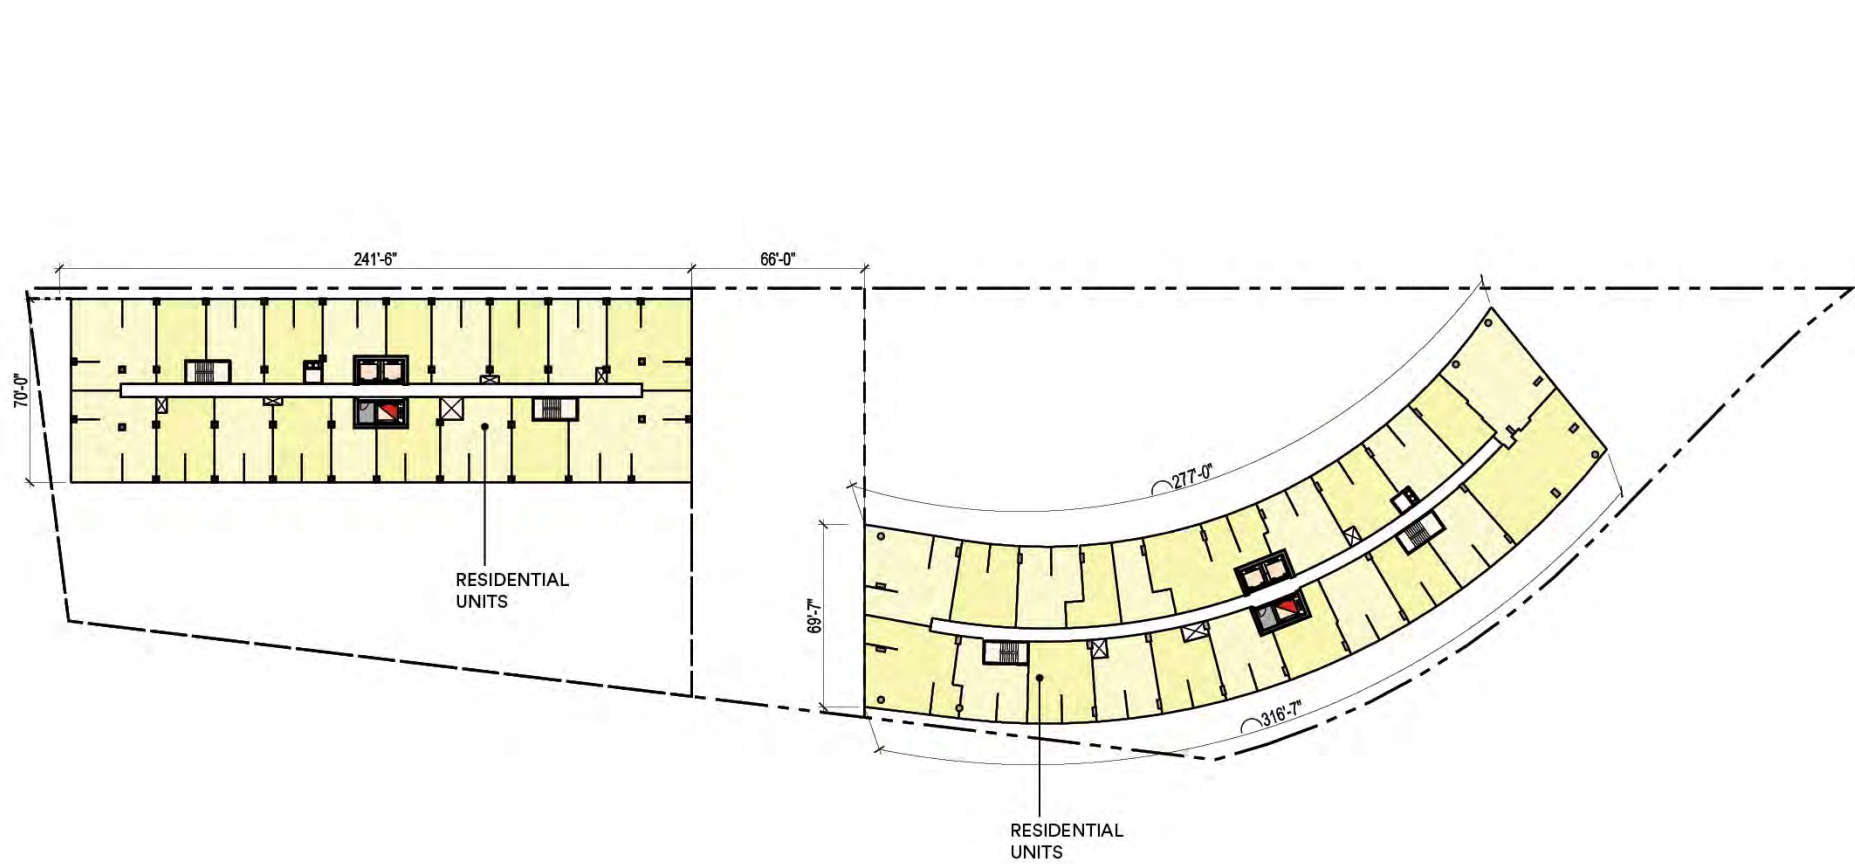 241'-6"
66'-0"
70'-0"
277'-0"
RESIDENTIAL
UNITS
69'-7"
316'-7"
RESIDENTIAL
UNITS